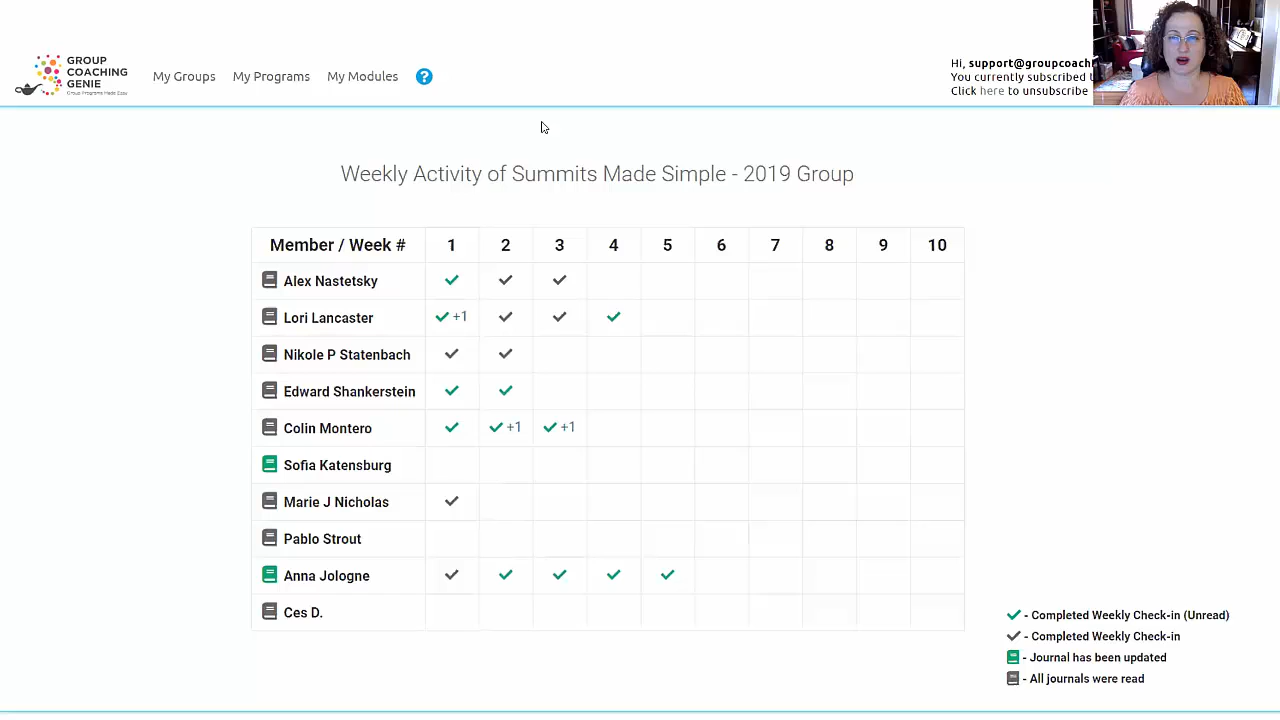 GROUP
COACHING
GENIE
Group Programs Made Easy
My Groups My Programs My Modules ?
Hi, support@groupcoach
You currently subscribed
Click here to unsubscribe
Weekly Activity of Summits Made Simple - 2019 Group
Member / Week # 1 2 3 4 5 6 7 8 9 10
Alex Nastetsky
Lori Lancaster +1
Nikole P Statenbach
Edward Shankerstein
Colin Montero +1 +1
Sofia Katensburg
Marie J Nicholas
Pablo Strout
Anna Jologne
Ces D.
- Completed Weekly Check-in (Unread)
- Completed Weekly Check-in
- Journal has been updated
- All journals were read